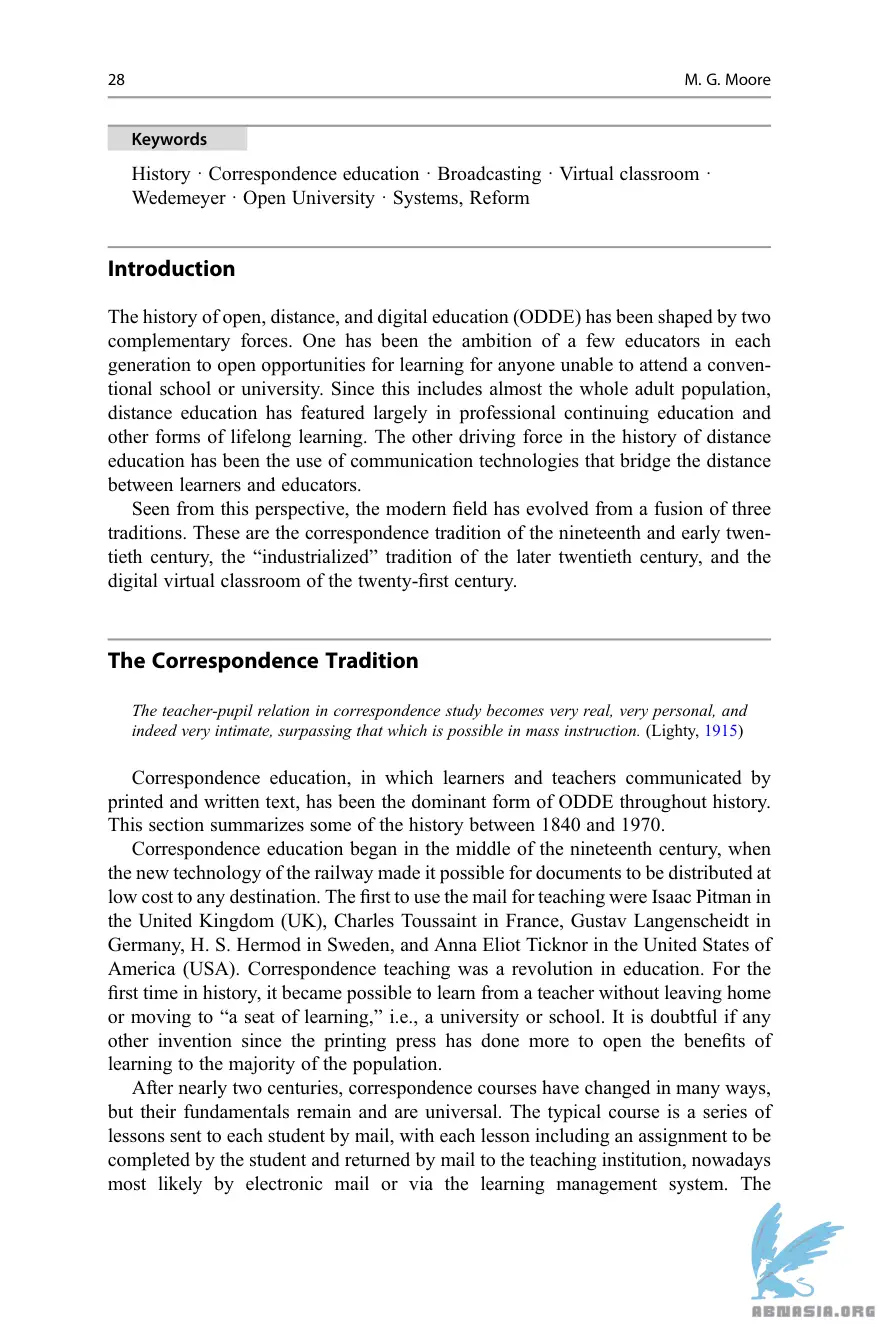 28
M. G. Moore
Keywords
History · Correspondence education · Broadcasting · Virtual classroom ·
Wedemeyer · Open University · Systems, Reform
Introduction
The history of open, distance, and digital education (ODDE) has been shaped by two
complementary forces. One has been the ambition of a few educators in each
generation to open opportunities for learning for anyone unable to attend a conven-
tional school or university. Since this includes almost the whole adult population,
distance education has featured largely in professional continuing education and
other forms of lifelong learning. The other driving force in the history of distance
education has been the use of communication technologies that bridge the distance
between learners and educators.
Seen from this perspective, the modern field has evolved from a fusion of three
traditions. These are the correspondence tradition of the nineteenth and early twen-
tieth century, the “industrialized” tradition of the later twentieth century, and the
digital virtual classroom of the twenty-first century.
The Correspondence Tradition
The teacher-pupil relation in correspondence study becomes very real, very personal, and
indeed very intimate, surpassing that which is possible in mass instruction. (Lighty, 1915)
Correspondence education, in which learners and teachers communicated by
printed and written text, has been the dominant form of ODDE throughout history.
This section summarizes some of the history between 1840 and 1970.
Correspondence education began in the middle of the nineteenth century, when
the new technology of the railway made it possible for documents to be distributed at
low cost to any destination. The first to use the mail for teaching were Isaac Pitman in
the United Kingdom (UK), Charles Toussaint in France, Gustav Langenscheidt in
Germany, H. S. Hermod in Sweden, and Anna Eliot Ticknor in the United States of
America (USA). Correspondence teaching was a revolution in education. For the
first time in history, it became possible to learn from a teacher without leaving home
or moving to “a seat of learning,” i.e., a university or school. It is doubtful if any
other invention since the printing press has done more to open the benefits of
learning to the majority of the population.
After nearly two centuries, correspondence courses have changed in many ways,
but their fundamentals remain and are universal. The typical course is a series of
lessons sent to each student by mail, with each lesson including an assignment to be
completed by the student and returned by mail to the teaching institution, nowadays
most likely by electronic mail or via the learning management system. The
ABNASIA.ORG